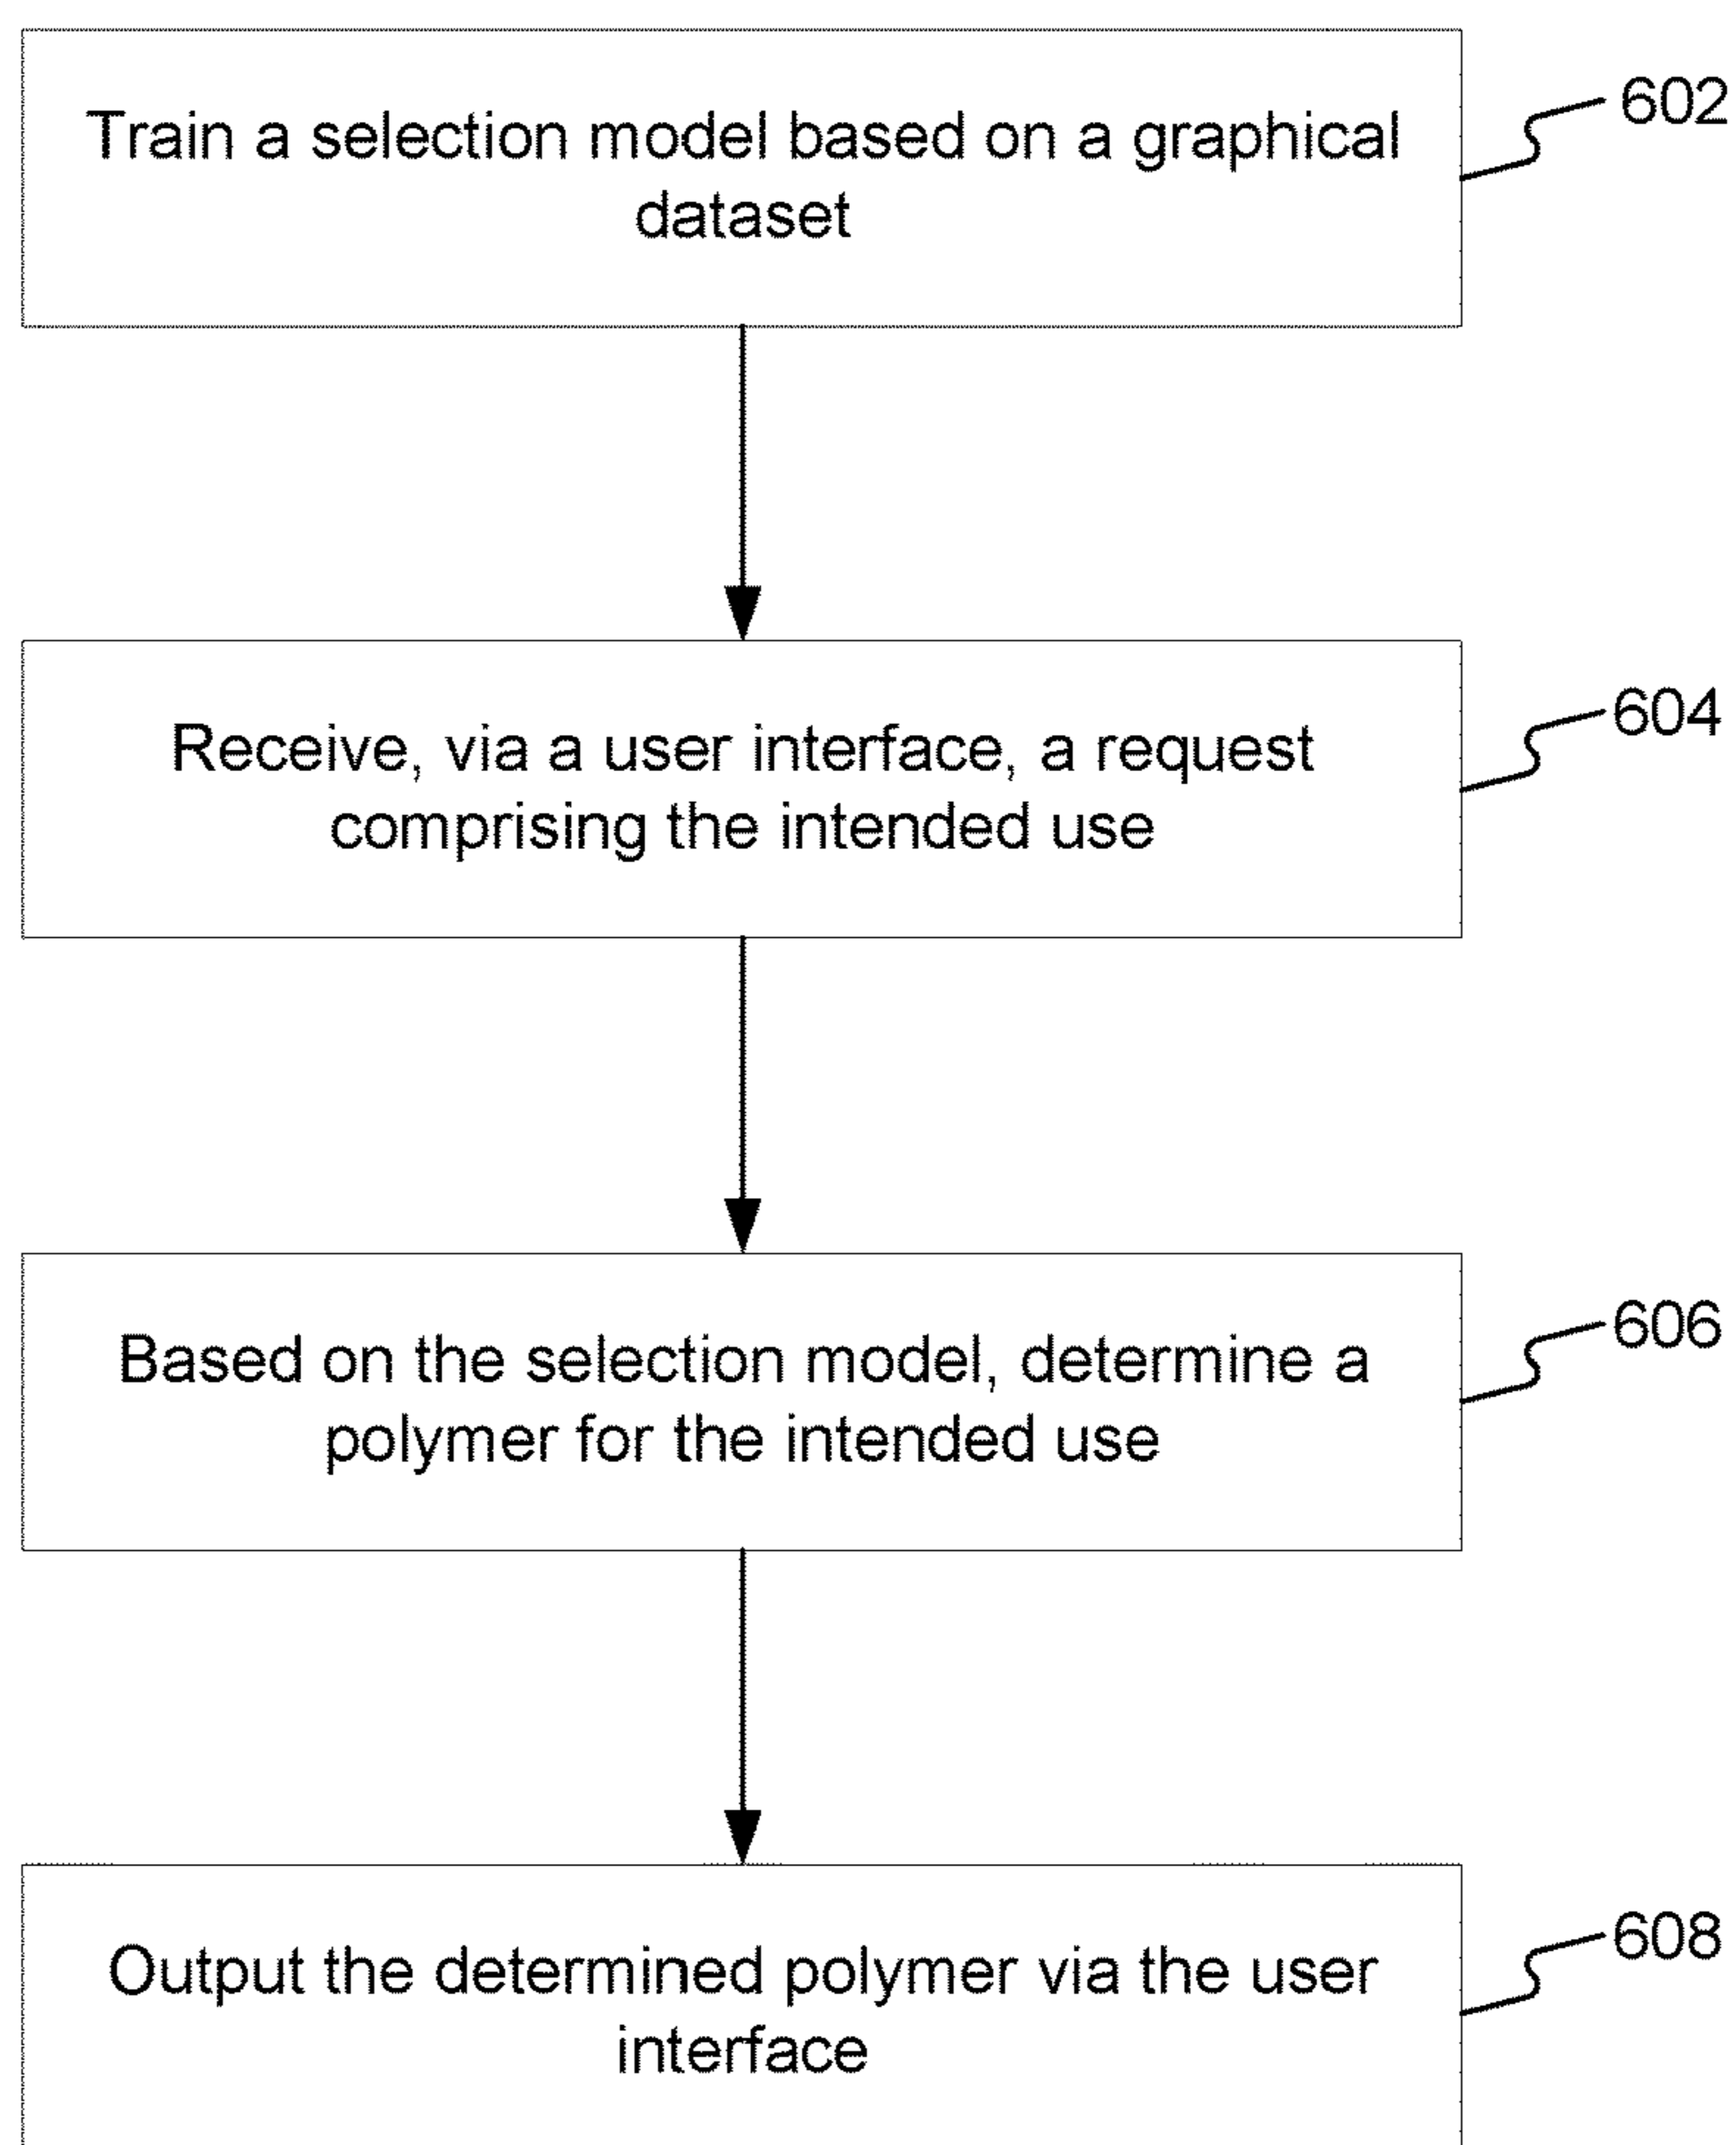 Train a selection model based on a graphical
dataset
602
Receive, via a user interface, a request
comprising the intended use
604
Based on the selection model, determine a
polymer for the intended use
606
Output the determined polymer via the user
interface
608